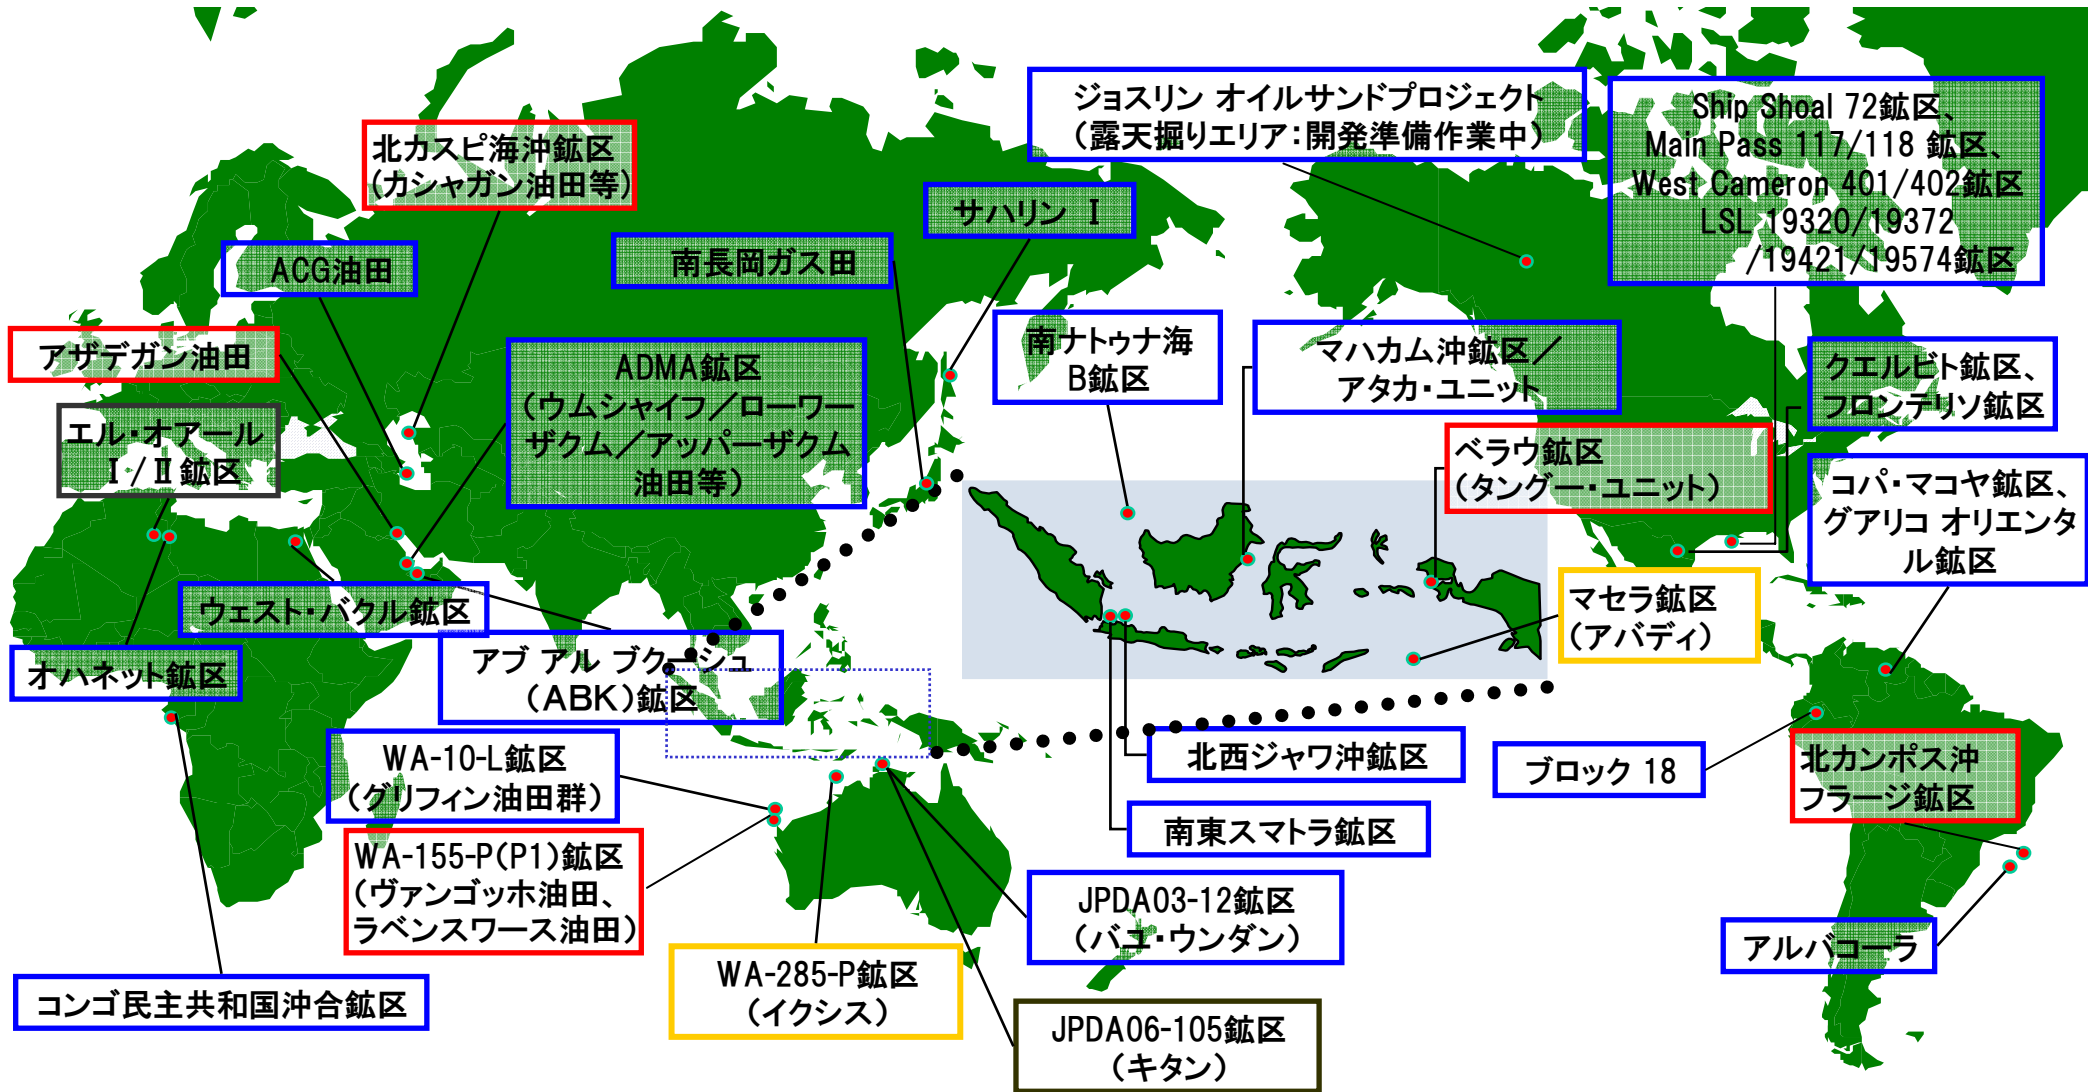 ジョスリン オイルサンドプロジェクト
(露天掘りエリア:開発準備作業中)
Ship Shoal 72鉱区、
Main Pass 117/118 鉱区、
West Cameron 401/402鉱区
LSL 19320/19372
/19421/19574鉱区
北カスピ海沖鉱区
(カシャガン油田等)
サハリン Ⅰ
ACG油田
南長岡ガス田
アザデガン油田
ADMA鉱区
(ウムシャイフ/ローワー
ザクム/アッパーザクム
油田等)
南ナトゥナ海
B鉱区
マハカム沖鉱区/
アタカ・ユニット
クエルビト鉱区、
フロンテリソ鉱区
エル・オアール
Ⅰ/Ⅱ鉱区
ベラウ鉱区
(タングー・ユニット)
コパ・マコヤ鉱区、
グアリコ オリエンタ
ル鉱区
ウェスト・バクル鉱区
マセラ鉱区
(アバディ)
オハネット鉱区
アブ アル ブクーシュ
(ABK)鉱区
WA-10-L鉱区
(グリフィン油田群)
北西ジャワ沖鉱区
ブロック 18
北カンポス沖
フラージ鉱区
南東スマトラ鉱区
WA-155-P(P1)鉱区
(ヴァンゴッホ油田、
ラベンスワース油田)
JPDA03-12鉱区
(バユ・ウンダン)
アルバコーラ
WA-285-P鉱区
(イクシス)
コンゴ民主共和国沖合鉱区
JPDA06-105鉱区
(キタン)